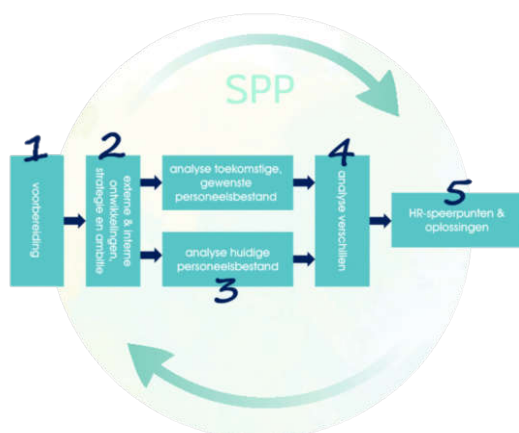 SPP
1
voorbereiding
2
externe & interne
ontwikkelingen,
strategie en ambitie
analyse toekomstige,
gewenste
personeelsbestand
analyse huidige
personeelsbestand
3
4
analyse verschillen
5
HR-speerpunten &
oplossingen